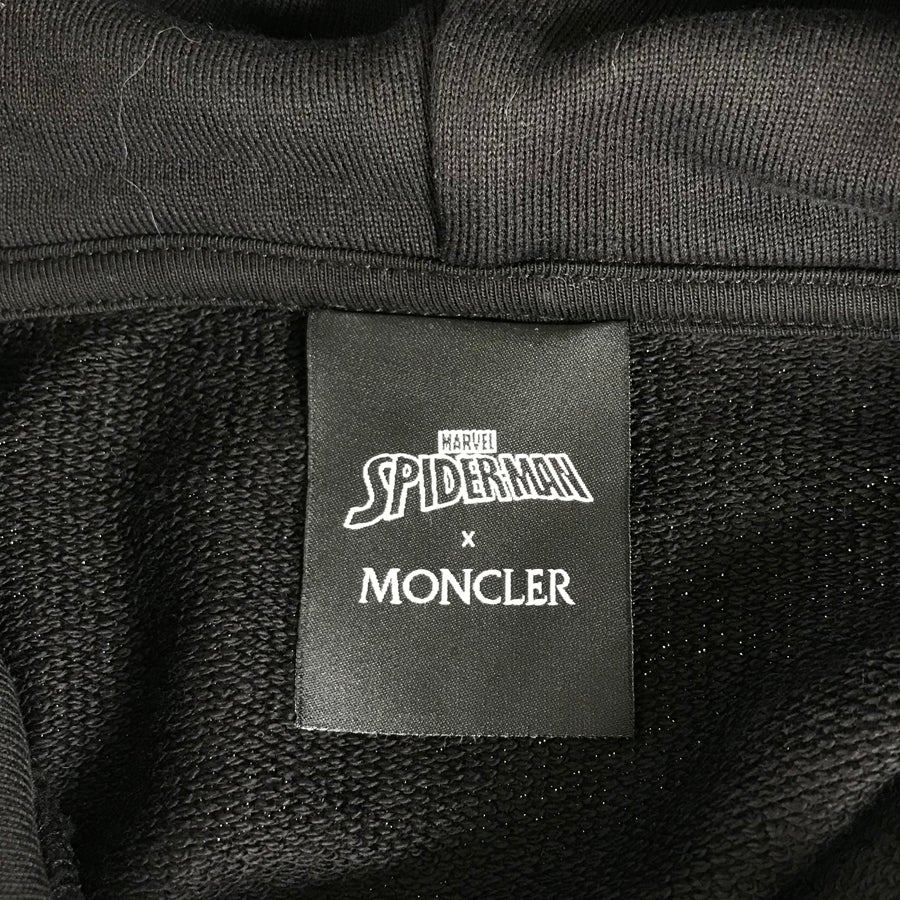 MARVEL
SPIDER-MAN
x
MONCLER